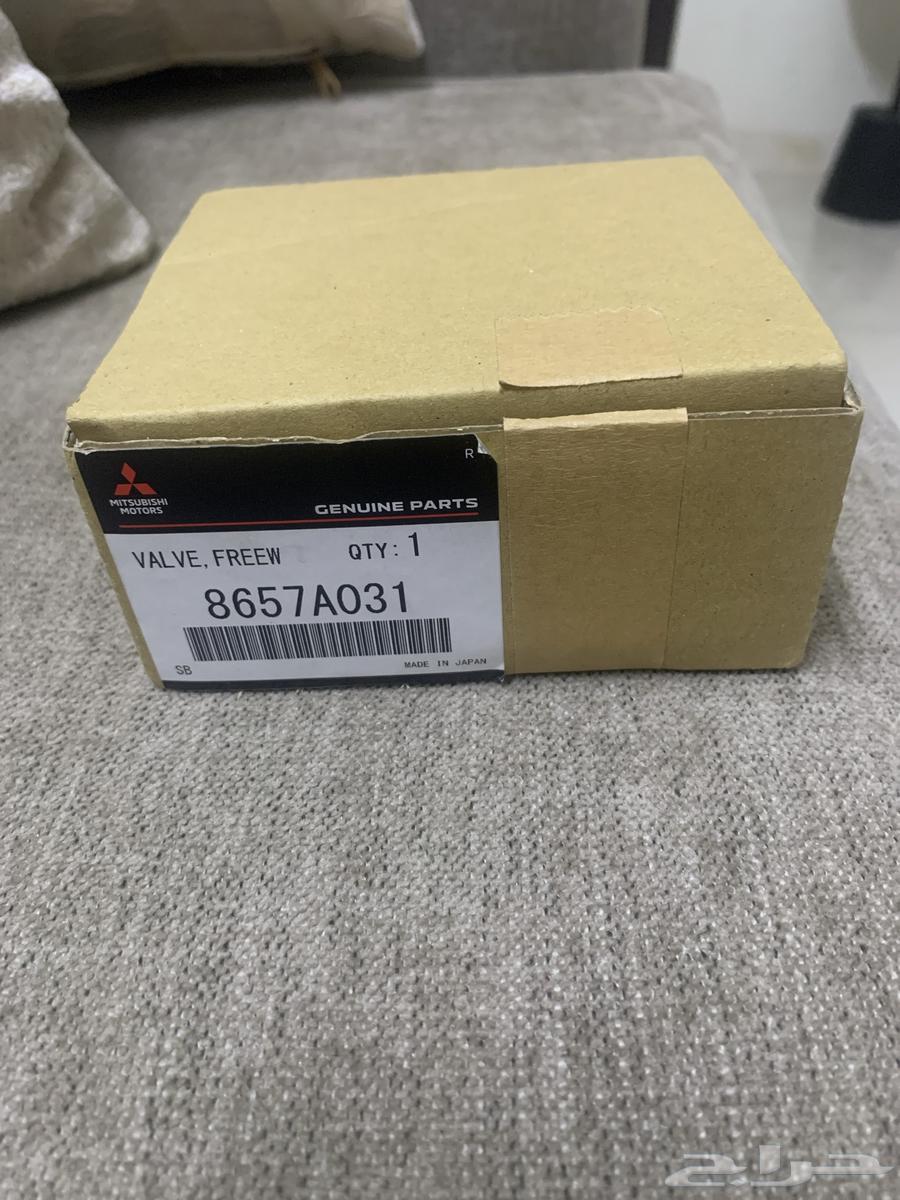 R
MITSUBISHI
MOTORS
GENUINE PARTS
VALVE, FREEW QTY: 1
8657A031
SB MADE IN JAPAN
حراج